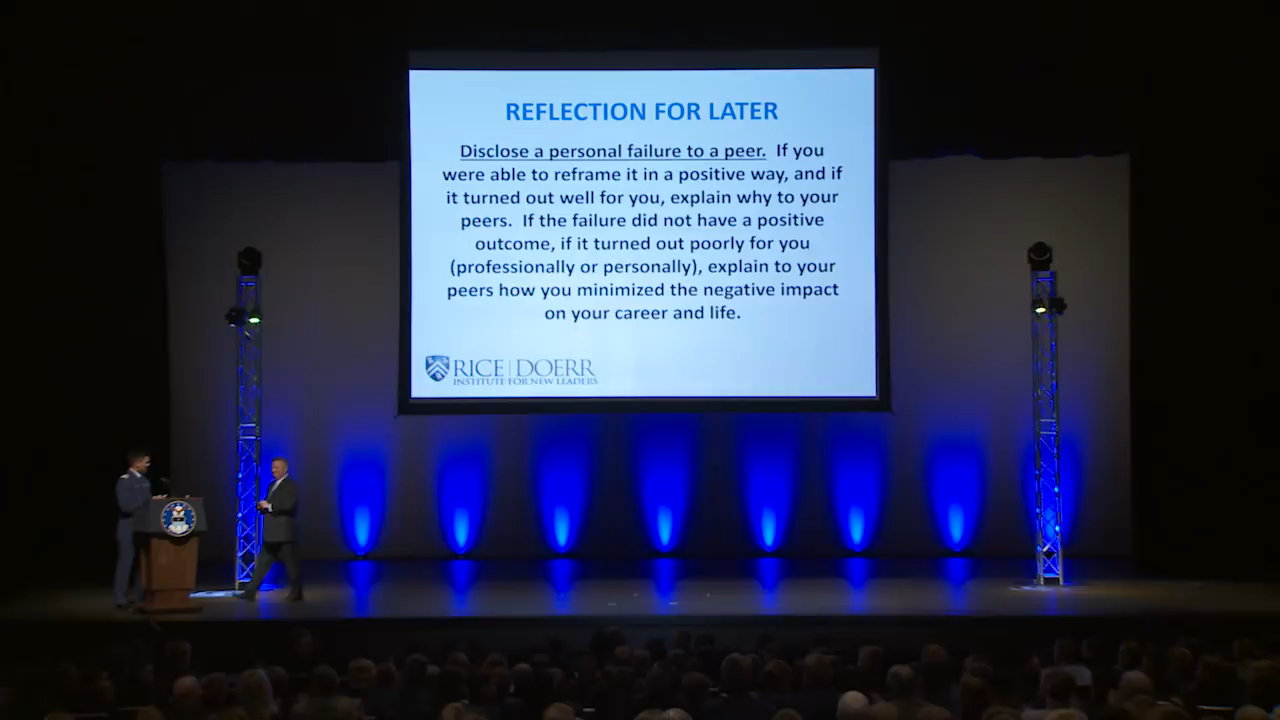 REFLECTION FOR LATER
Disclose a personal failure to a peer.  If you
were able to reframe it in a positive way, and if
it turned out well for you, explain why to your
peers.  If the failure did not have a positive
outcome, if it turned out poorly for you
(professionally or personally), explain to your
peers how you minimized the negative impact
on your career and life.
RICE | DOERR
INSTITUTE FOR NEW LEADERS